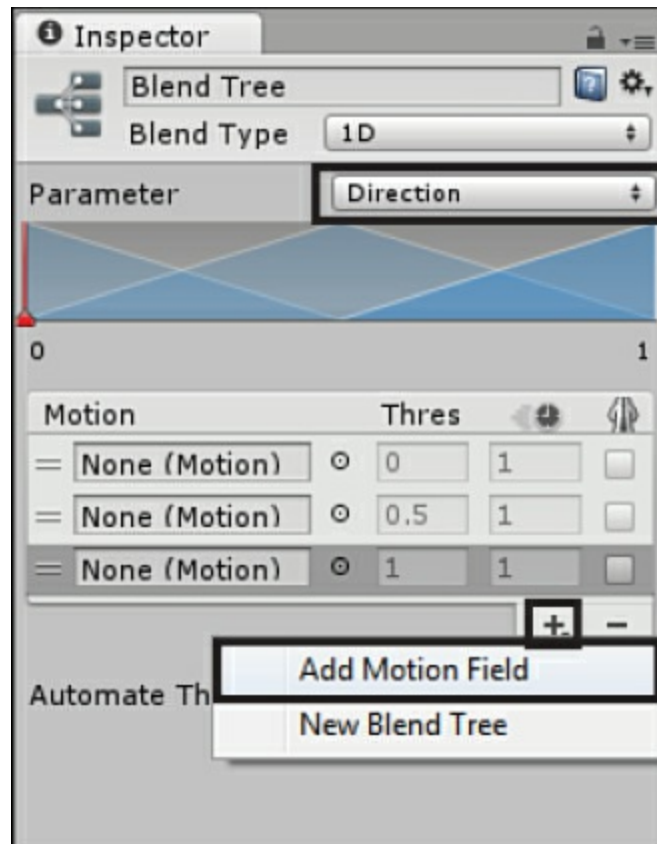 Inspector
Blend Tree
Blend Type 1D
Parameter Direction
0 1
Motion Thres
None (Motion) 0 1
None (Motion) 0.5 1
None (Motion) 1 1
+ -
Add Motion Field
Automate Th
New Blend Tree